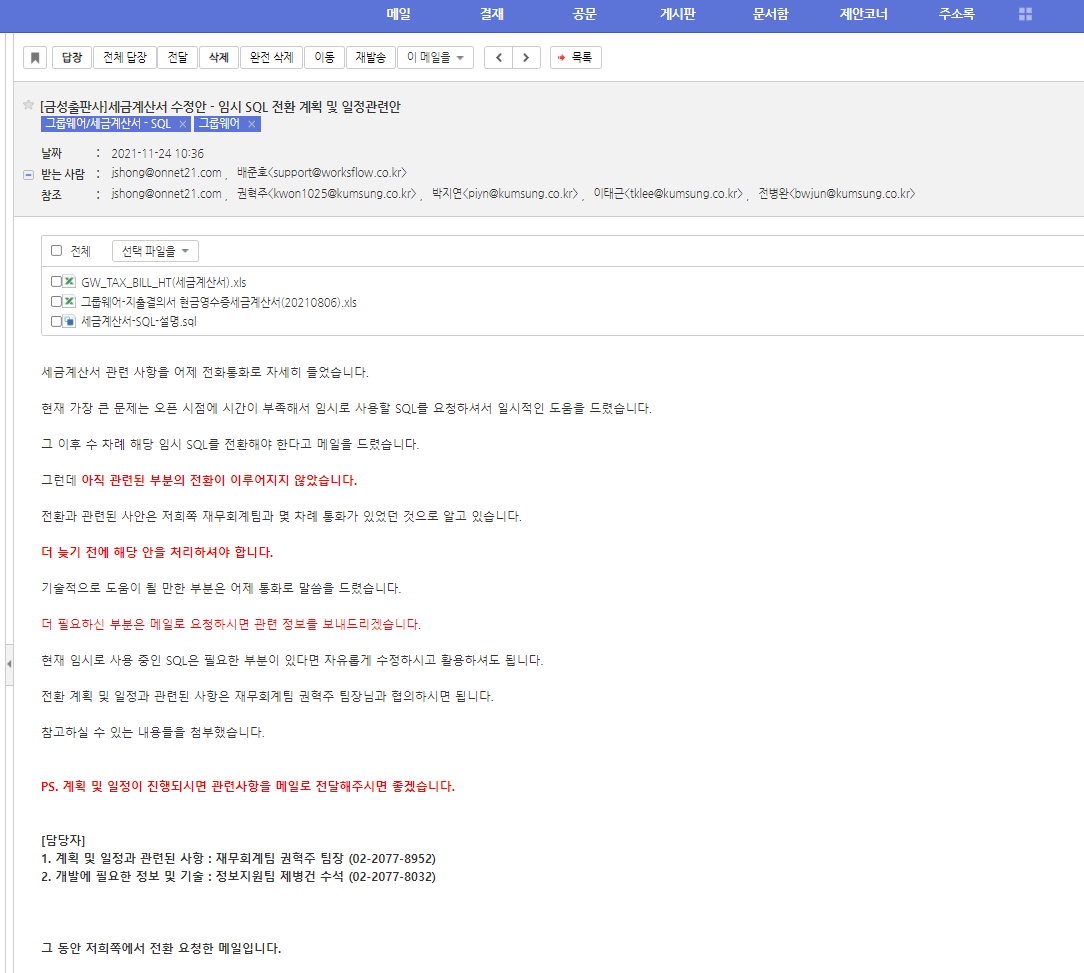 메일 결재 공문 게시판 문서함 제안코너 주소록
답장 전체 답장 전달 삭제 완전 삭제 이동 재발송 이 메일을 목록
[금성출판사]세금계산서 수정안 - 임시 SQL 전환 계획 및 일정관련안
그룹웨어/세금계산서 - SQL × 그룹웨어 ×
날짜 : 2021-11-24 10:36
받는 사람 : jshong@onnet21.com , 배준호<support@worksflow.co.kr>
참조 : jshong@onnet21.com , 권혁주<kwon1025@kumsung.co.kr> , 박지연<piyn@kumsung.co.kr> , 이태근<tklee@kumsung.co.kr> , 전병완<bwjun@kumsung.co.kr>
전체 선택 파일을
GW_TAX_BILL_HT(세금계산서).xls
그룹웨어-지출결의서 현금영수증세금계산서(20210806).xls
세금계산서-SQL-설명.sql
세금계산서 관련 사항을 어제 전화통화로 자세히 들었습니다.
현재 가장 큰 문제는 오픈 시점에 시간이 부족해서 임시로 사용할 SQL를 요청하셔서 일시적인 도움을 드렸습니다.
그 이후 수 차례 해당 임시 SQL를 전환해야 한다고 메일을 드렸습니다.
그런데 아직 관련된 부분의 전환이 이루어지지 않았습니다.
전환과 관련된 사안은 저희쪽 재무회계팀과 몇 차례 통화가 있었던 것으로 알고 있습니다.
더 늦기 전에 해당 안을 처리하셔야 합니다.
기술적으로 도움이 될 만한 부분은 어제 통화로 말씀을 드렸습니다.
더 필요하신 부분은 메일로 요청하시면 관련 정보를 보내드리겠습니다.
현재 임시로 사용 중인 SQL은 필요한 부분이 있다면 자유롭게 수정하시고 활용하셔도 됩니다.
전환 계획 및 일정과 관련된 사항은 재무회계팀 권혁주 팀장님과 협의하시면 됩니다.
참고하실 수 있는 내용들을 첨부했습니다.
PS. 계획 및 일정이 진행되시면 관련사항을 메일로 전달해주시면 좋겠습니다.
[담당자]
1. 계획 및 일정과 관련된 사항 : 재무회계팀 권혁주 팀장 (02-2077-8952)
2. 개발에 필요한 정보 및 기술 : 정보지원팀 제병건 수석 (02-2077-8032)
그 동안 저희쪽에서 전환 요청한 메일입니다.